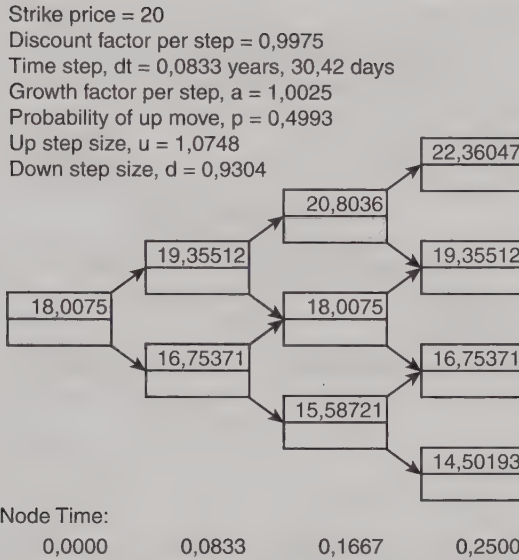 Strike price = 20
Discount factor per step = 0,9975
Time step, dt = 0,0833 years, 30,42 days
Growth factor per step, a = 1,0025
Probability of up move, p = 0,4993
Up step size, u = 1,0748
Down step size, d = 0,9304
22,36047
20,8036
19,35512
19,35512
18,0075
18,0075
16,75371
16,75371
15,58721
14,50193
Node Time:
0,0000 0,0833 0,1667 0,2500